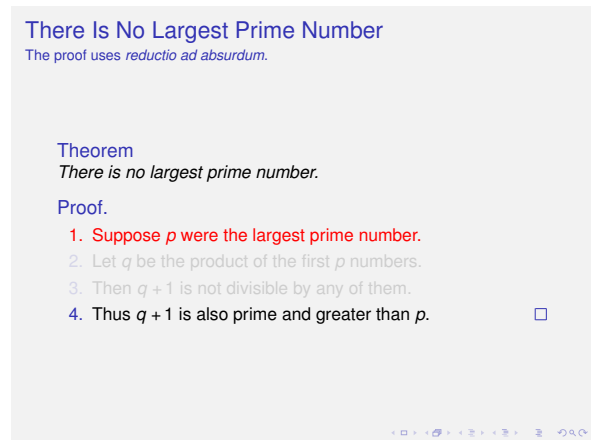 There Is No Largest Prime Number
The proof uses reductio ad absurdum.
Theorem
There is no largest prime number.
Proof.
1. Suppose p were the largest prime number.
2. Let q be the product of the first p numbers.
3. Then q + 1 is not divisible by any of them.
4. Thus q + 1 is also prime and greater than p. □